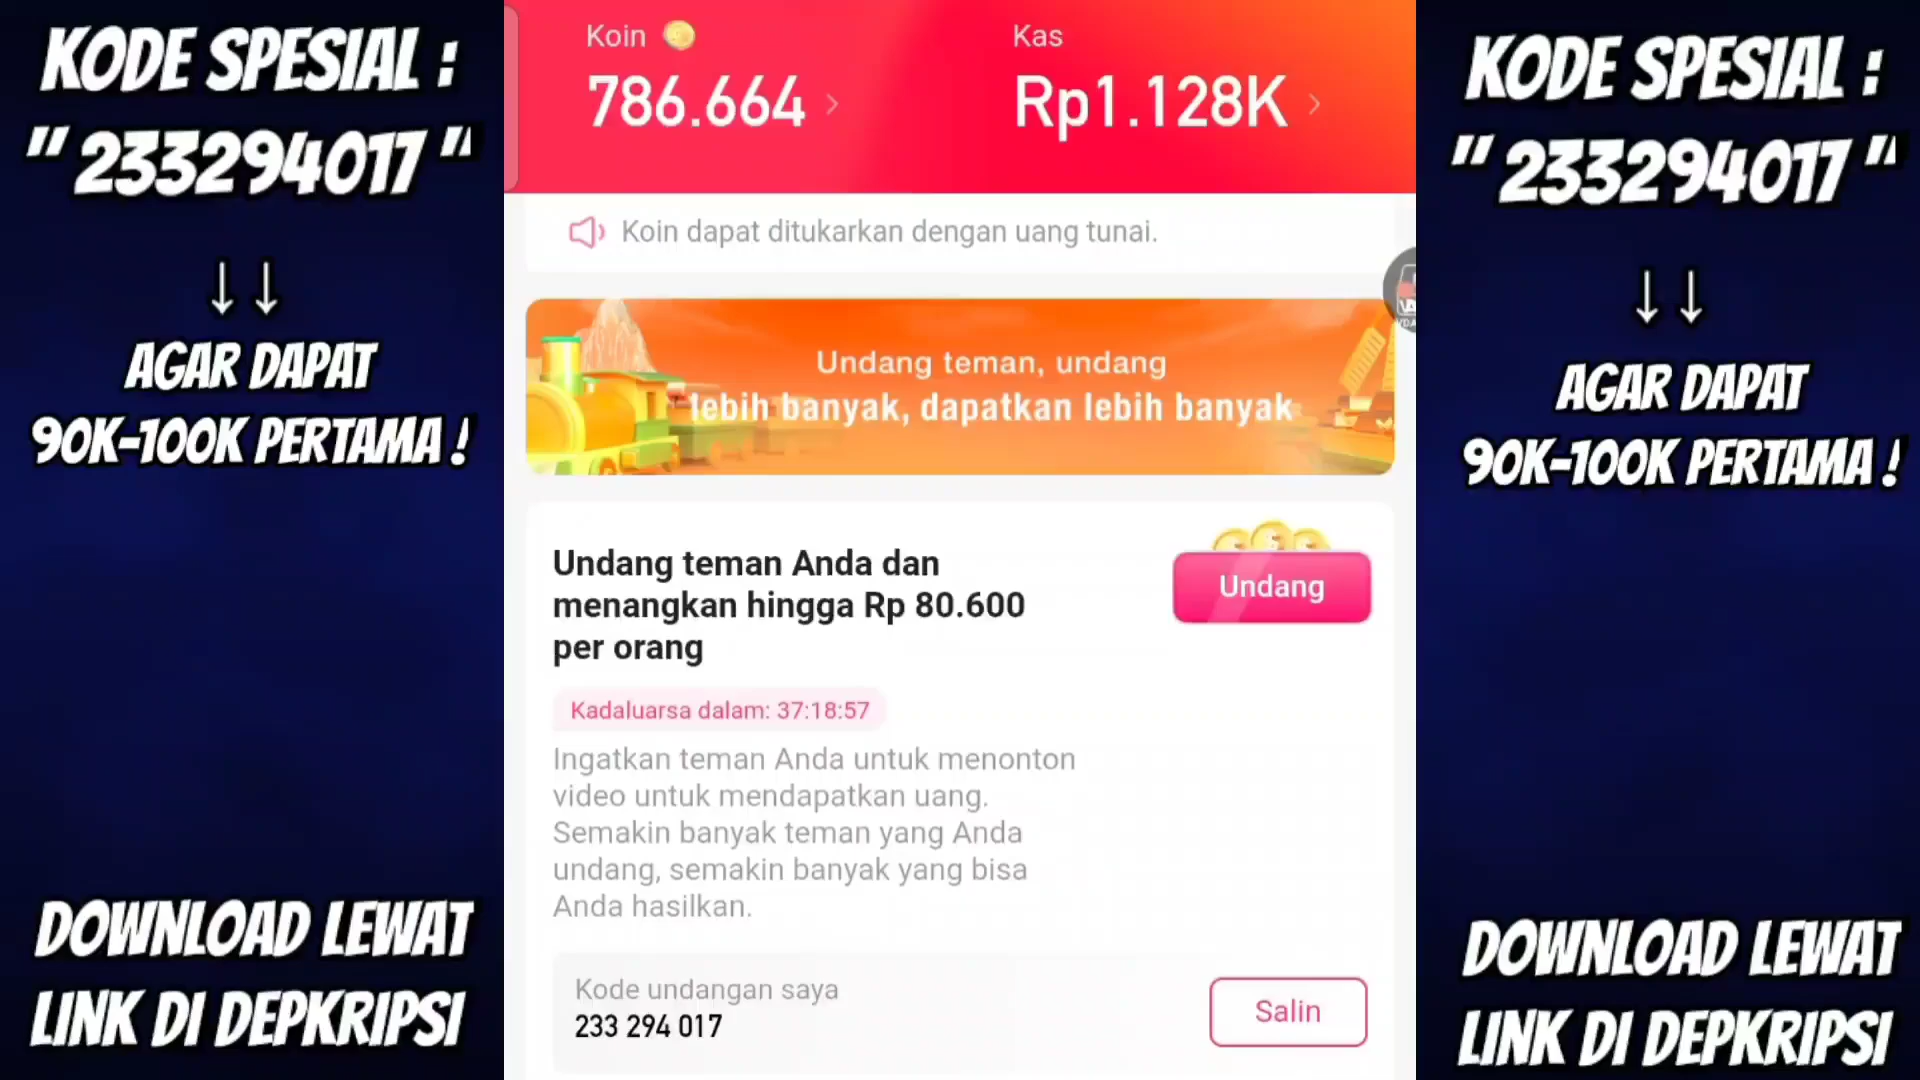 KODE SPESIAL :
" 233294017 "
↓↓
AGAR DAPAT
90K-100K PERTAMA !
DOWNLOAD LEWAT
LINK DI DEPKRIPSI
Koin
786.664 >
Kas
Rp1.128K >
Koin dapat ditukarkan dengan uang tunai.
Undang teman, undang
lebih banyak, dapatkan lebih banyak
Undang teman Anda dan
menangkan hingga Rp 80.600
per orang
Undang
Kadaluarsa dalam: 37:18:57
Ingatkan teman Anda untuk menonton
video untuk mendapatkan uang.
Semakin banyak teman yang Anda
undang, semakin banyak yang bisa
Anda hasilkan.
Kode undangan saya
233 294 017
Salin
KODE SPESIAL :
" 233294017 "
↓↓
AGAR DAPAT
90K-100K PERTAMA !
DOWNLOAD LEWAT
LINK DI DEPKRIPSI